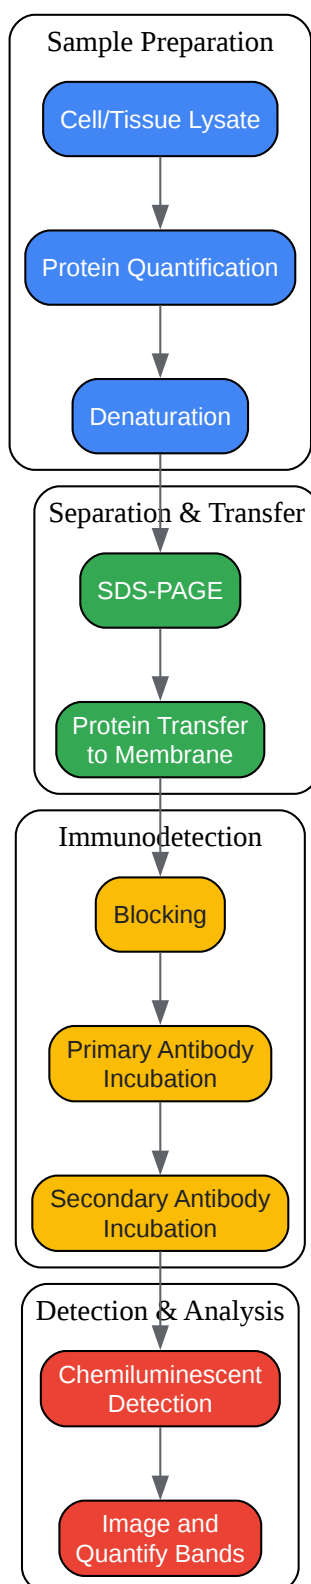 Sample Preparation
Cell/Tissue Lysate
Protein Quantification
Denaturation
Separation & Transfer
SDS-PAGE
Protein Transfer
to Membrane
Immunodetection
Blocking
Primary Antibody
Incubation
Secondary Antibody
Incubation
Detection & Analysis
Chemiluminescent
Detection
Image and
Quantify Bands